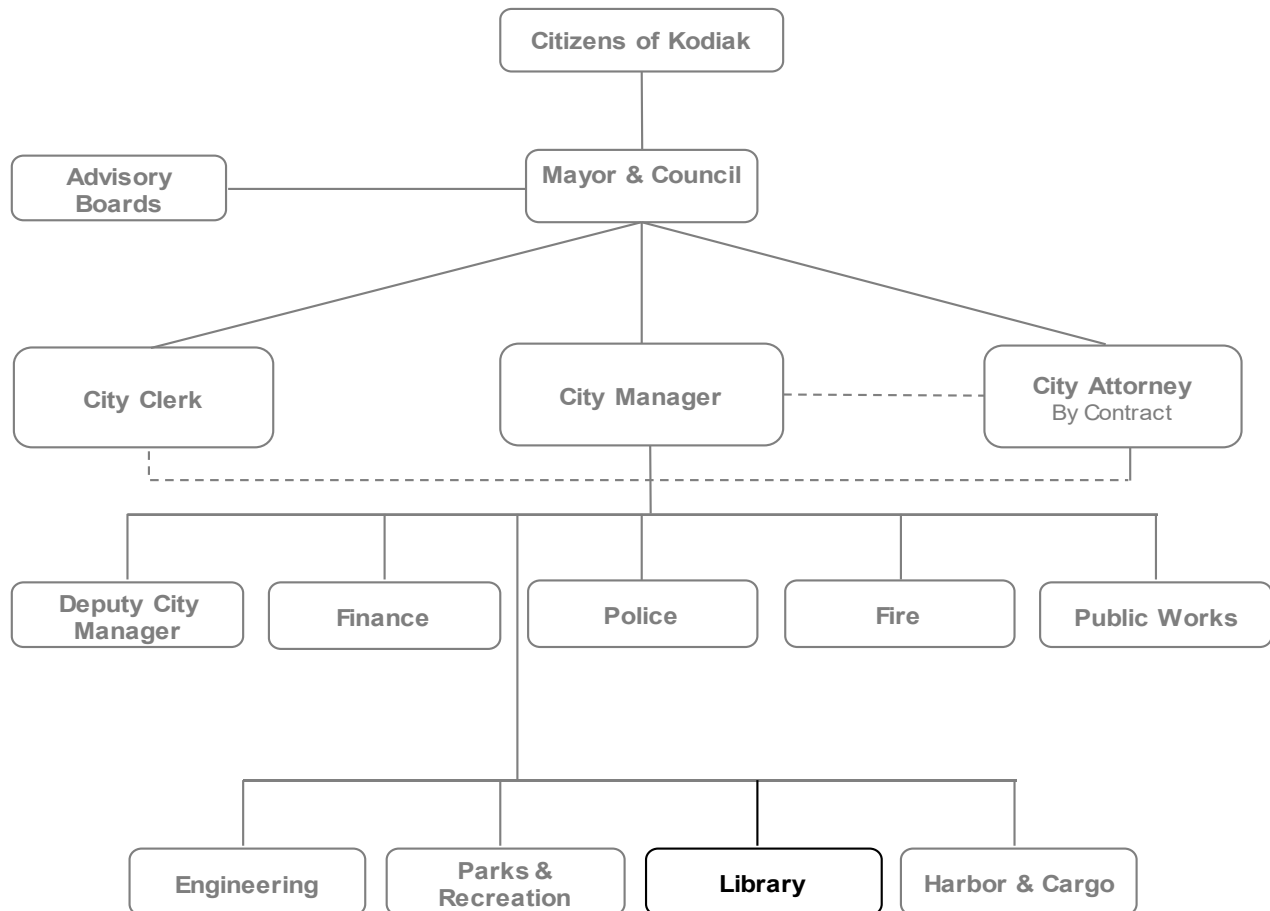 Citizens of Kodiak
Advisory
Boards
Mayor & Council
City Clerk
City Manager
City Attorney
By Contract
Deputy City
Manager
Finance
Police
Fire
Public Works
Engineering
Parks &
Recreation
Library
Harbor & Cargo